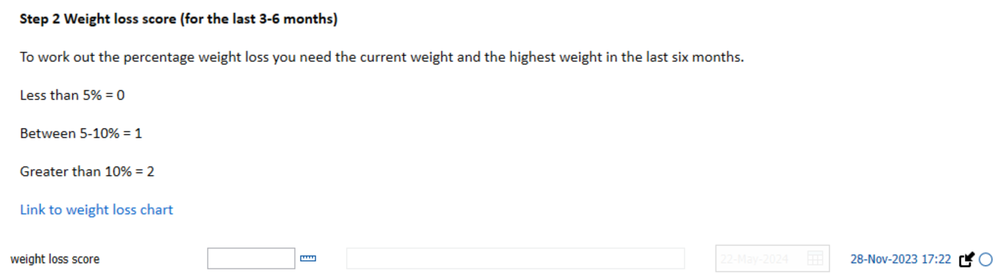 Step 2 Weight loss score (for the last 3-6 months)
To work out the percentage weight loss you need the current weight and the highest weight in the last six months.
Less than 5% = 0
Between 5-10% = 1
Greater than 10% = 2
Link to weight loss chart
weight loss score 22-May-2024 28-Nov-2023 17:22